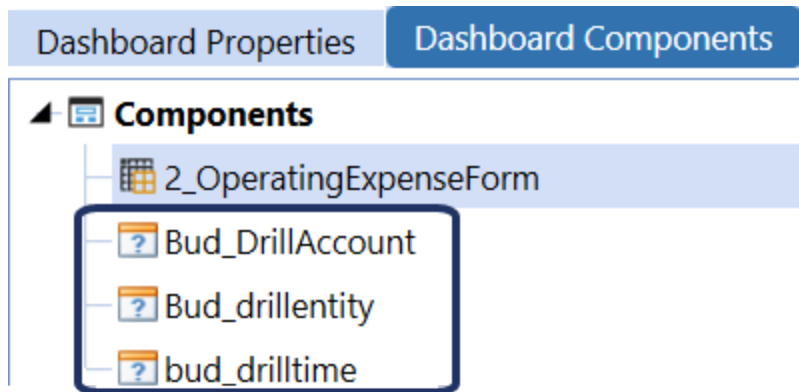 Dashboard Properties Dashboard Components
Components
2_OperatingExpenseForm
Bud_DrillAccount
Bud_drillentity
bud_drilltime